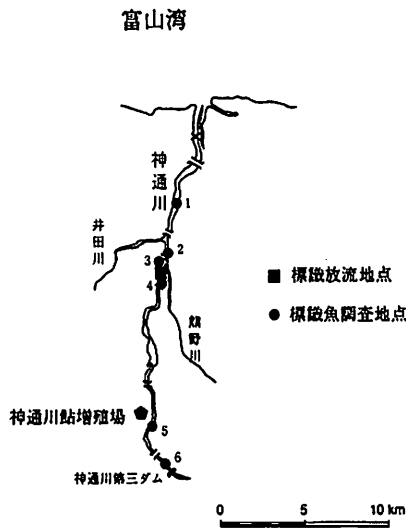 富山湾
神通川
1
井田川
2
3
4
■ 標識放流地点
● 標識魚調査地点
熊野川
神通川鮎増殖場
5
6
神通川第三ダム
0 5 10 km